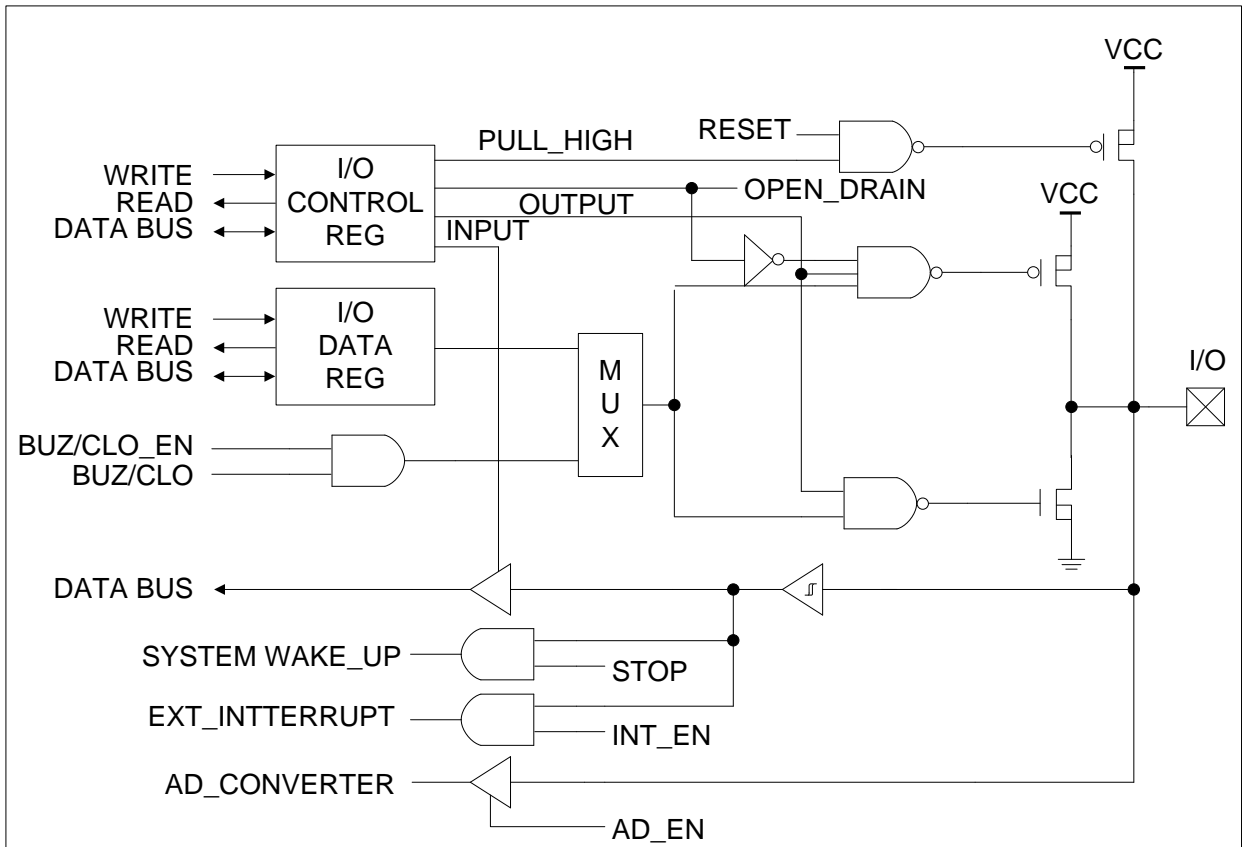 VCC
RESET
PULL_HIGH
WRITE
READ
DATA BUS
I/O
CONTROL
REG
OPEN_DRAIN
OUTPUT
INPUT
VCC
WRITE
READ
DATA BUS
I/O
DATA
REG
M
U
X
I/O
BUZ/CLO_EN
BUZ/CLO
DATA BUS
SYSTEM WAKE_UP
STOP
EXT_INTTERRUPT
INT_EN
AD_CONVERTER
AD_EN